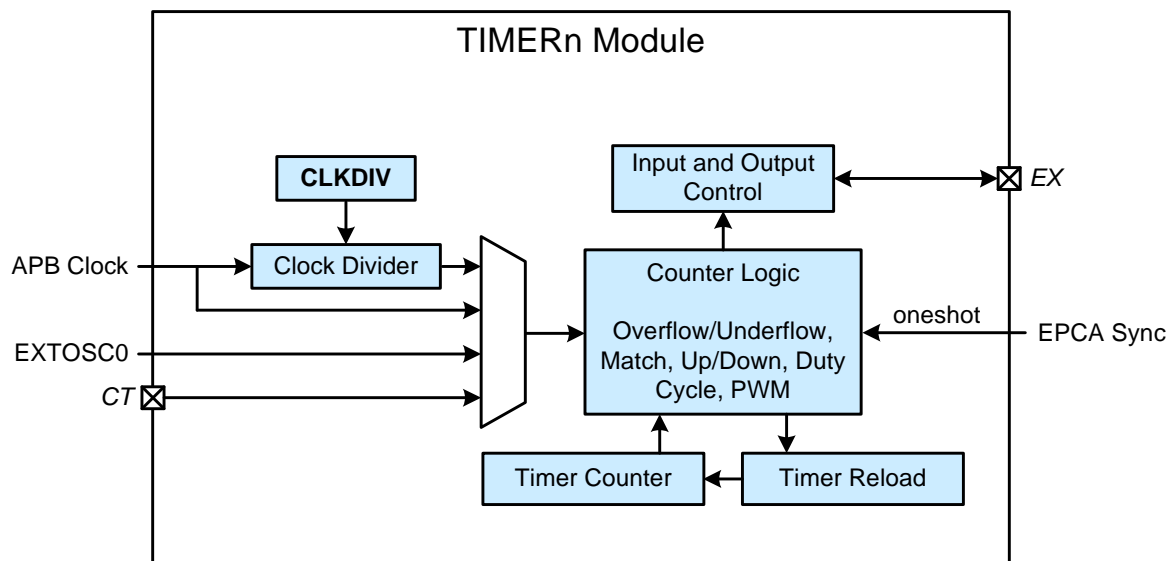 TIMERn Module
Input and Output
Control
EX
CLKDIV
APB Clock
Clock Divider
Counter Logic
Overflow/Underflow,
Match, Up/Down, Duty
Cycle, PWM
oneshot
EPCA Sync
EXTOSC0
CT
Timer Counter
Timer Reload